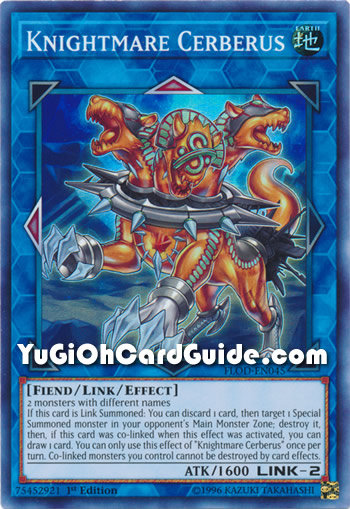 KNIGHTMARE CERBERUS
EARTH
地
YuGiOhCardGuide.com
FLOD-EN045
[FIEND/LINK/EFFECT]
2 monsters with different names
If this card is Link Summoned: You can discard 1 card, then target 1 Special
Summoned monster in your opponent's Main Monster Zone; destroy it,
then, if this card was co-linked when this effect was activated, you can
draw 1 card. You can only use this effect of "Knightmare Cerberus" once per
turn. Co-linked monsters you control cannot be destroyed by card effects.
ATK/1600 LINK-2
75452921 1st Edition ©1996 KAZUKI TAKAHASHI